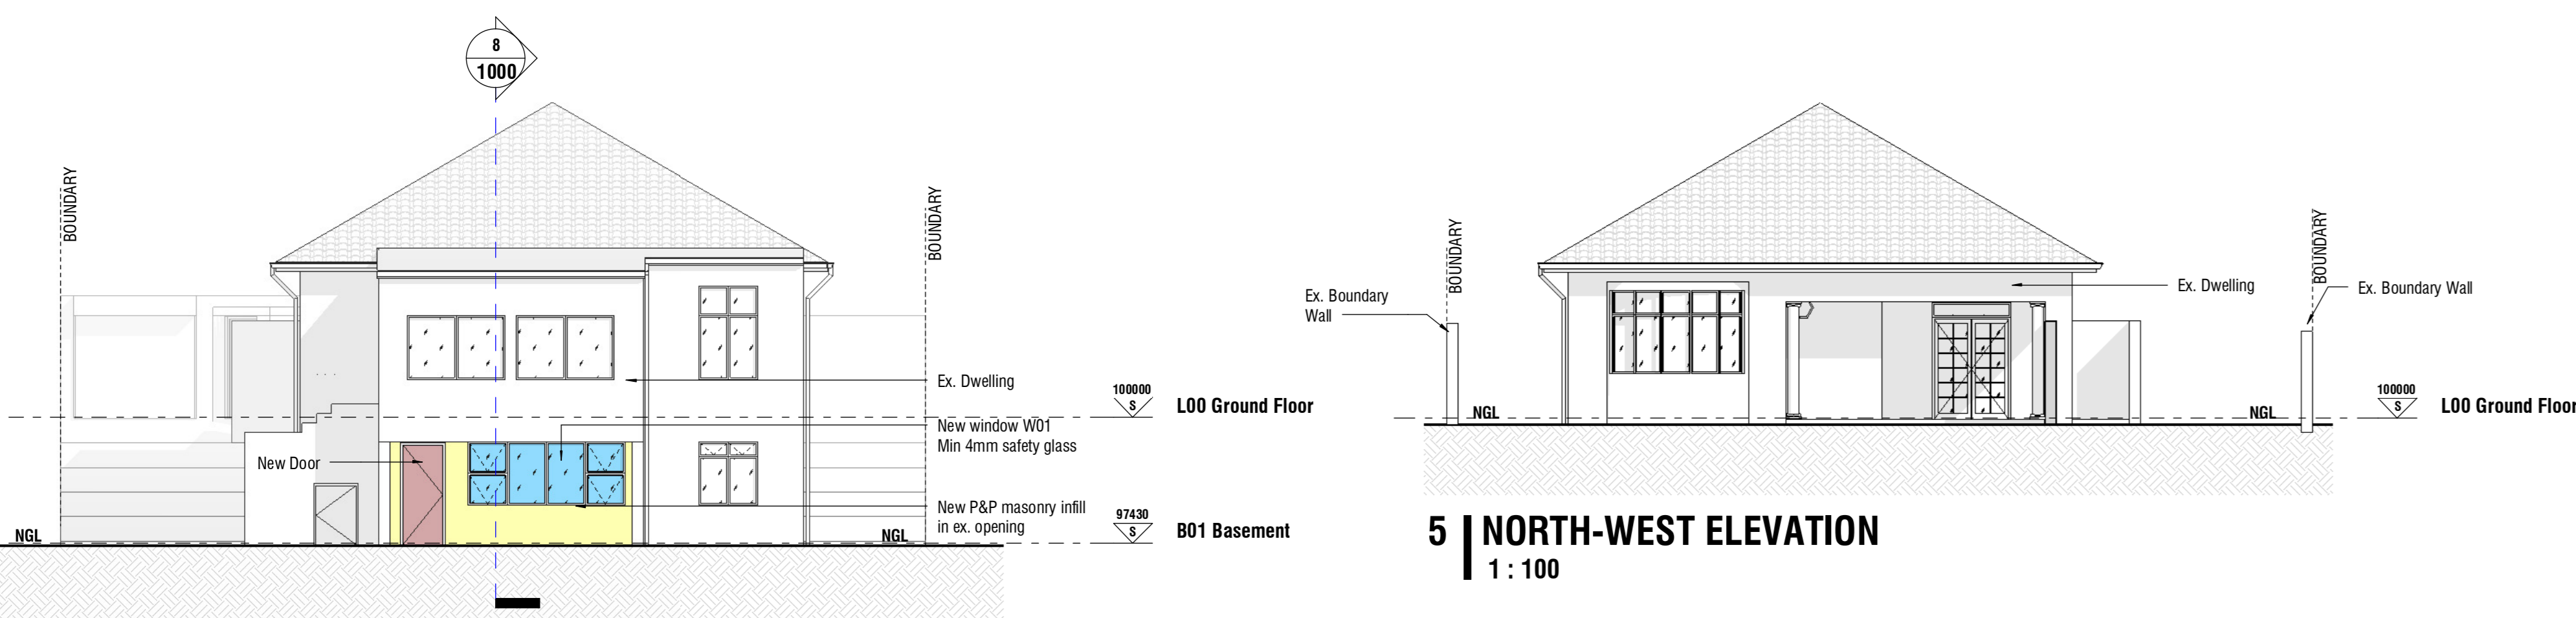 8
1000
BOUNDARY
BOUNDARY
Ex. Dwelling
100000
S
L00 Ground Floor
New window W01
Min 4mm safety glass
New Door
New P&P masonry infill
in ex. opening
97430
S
B01 Basement
NGL
NGL
BOUNDARY
BOUNDARY
Ex. Boundary
Wall
Ex. Dwelling
Ex. Boundary Wall
100000
S
L00 Ground Floor
NGL
NGL
5 NORTH-WEST ELEVATION
1 : 100